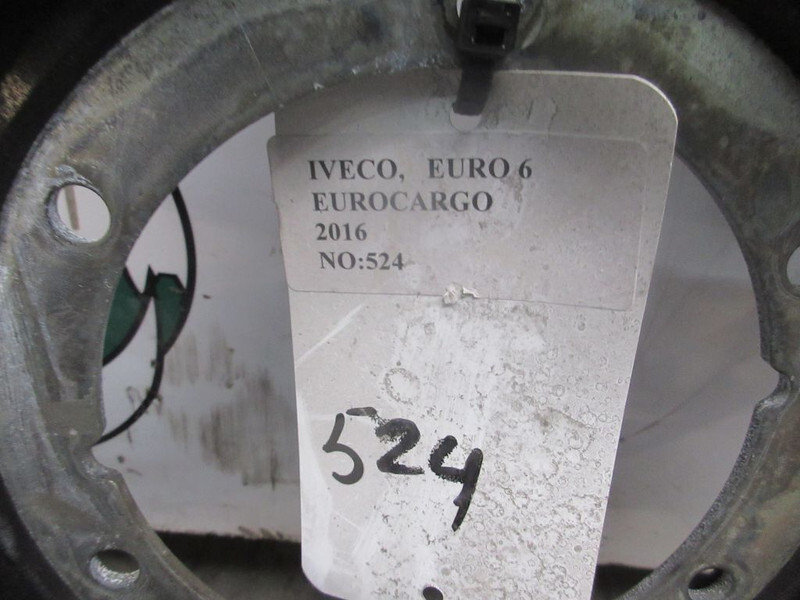 IVECO, EURO 6
EUROCARGO
2016
NO:524
524